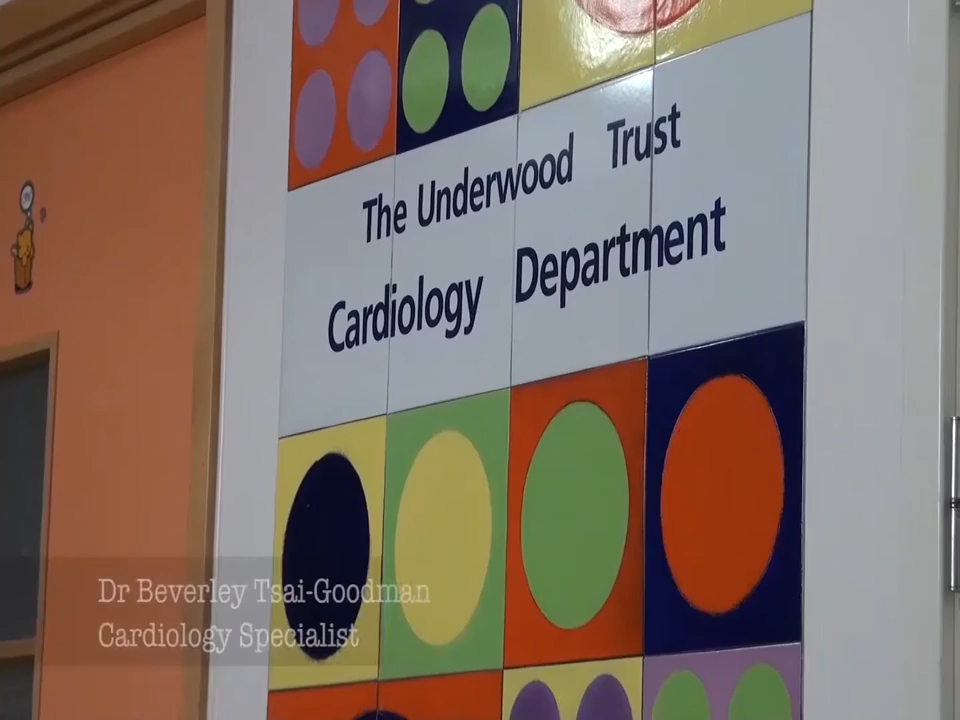 The Underwood Trust
Cardiology Department
Dr Beverley Tsai-Goodman
Cardiology Specialist